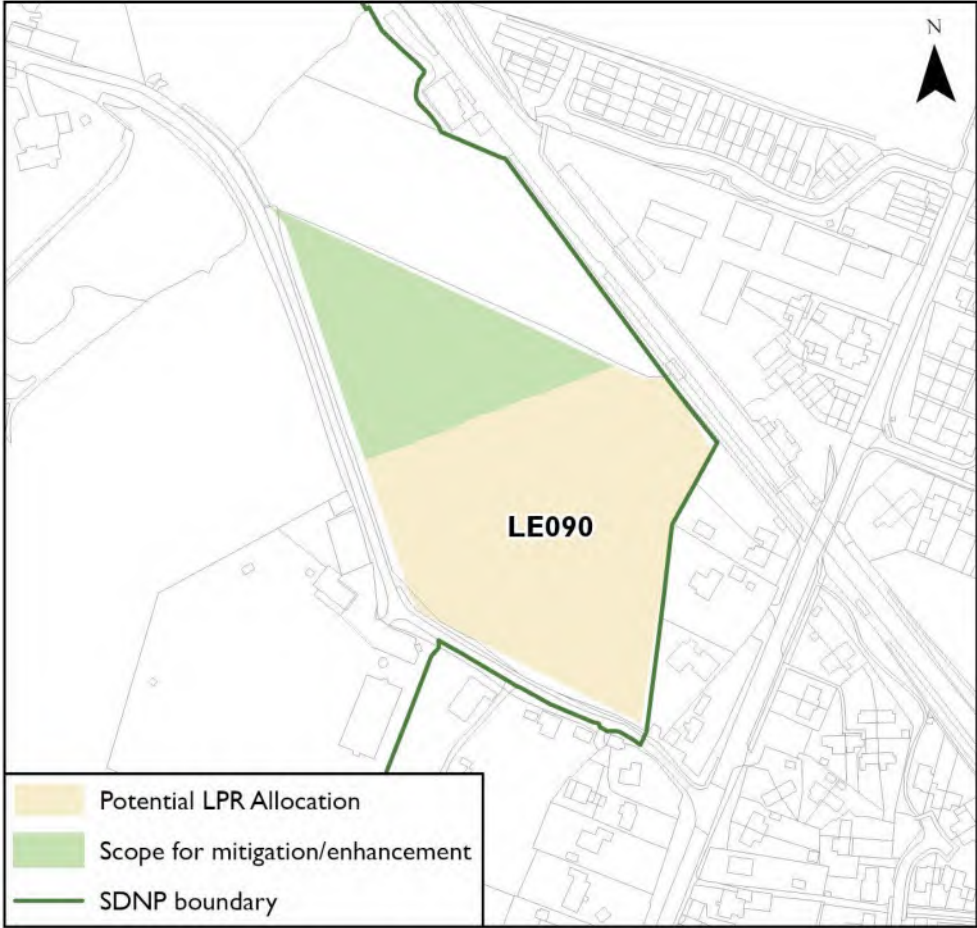 N
LE090
Potential LPR Allocation
Scope for mitigation/enhancement
SDNP boundary